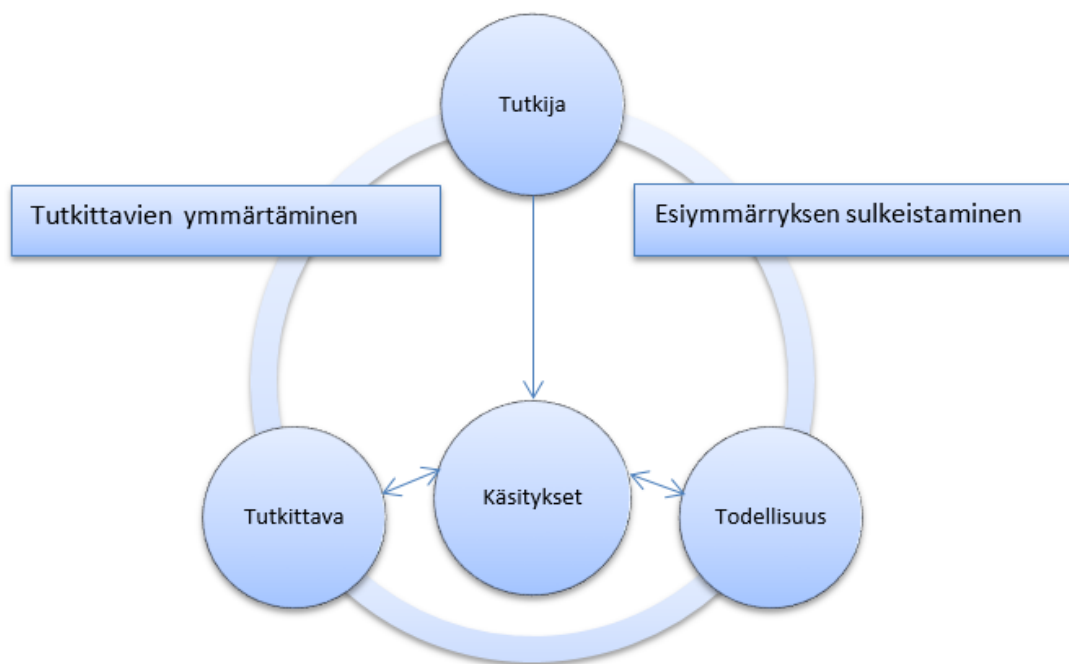 Tutkija
Tutkittavien ymmärtäminen
Esiymmärryksen sulkeistaminen
Tutkittava
Käsitykset
Todellisuus